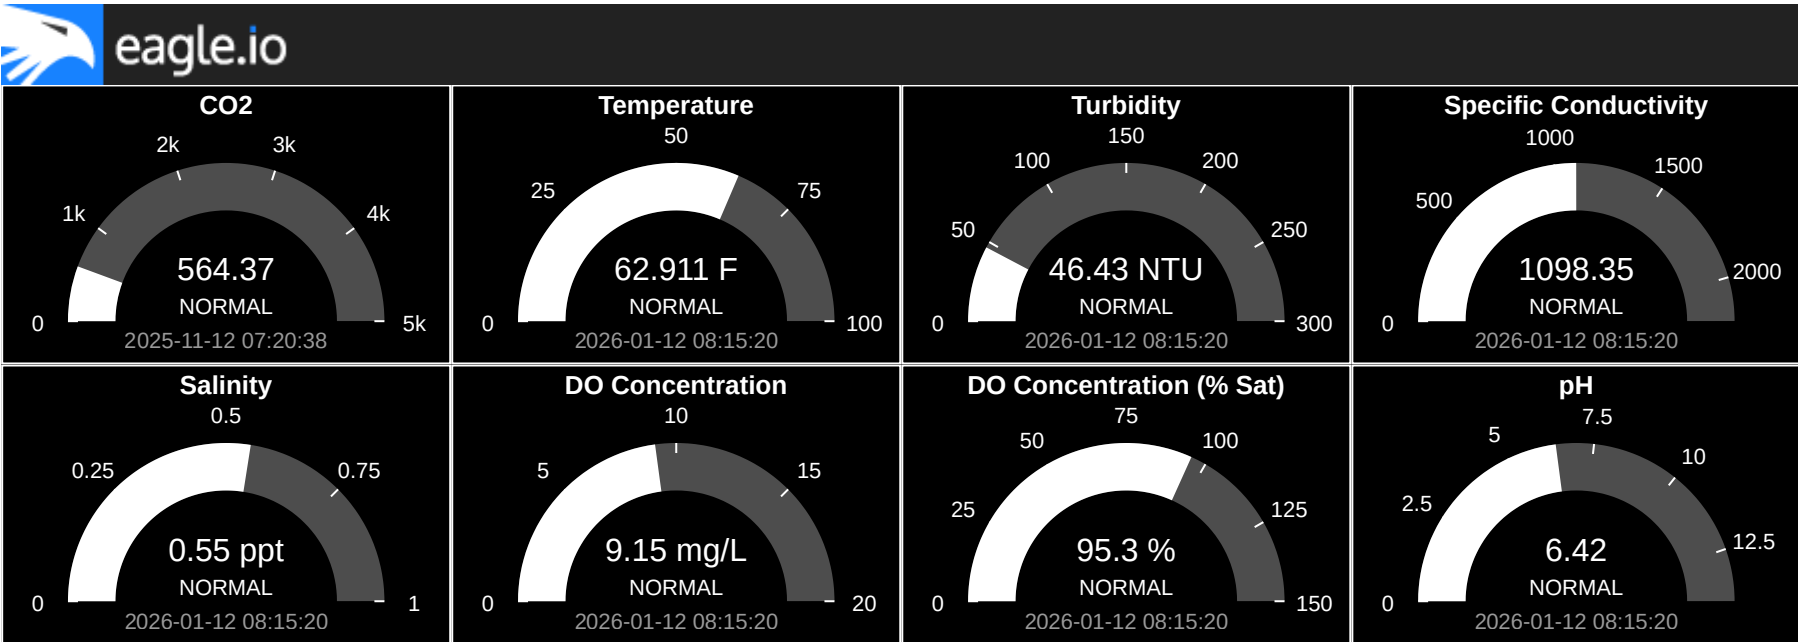 eagle.io
CO2
2k
3k
1k
4k
564.37
NORMAL
0
5k
2025-11-12 07:20:38
Temperature
50
25
75
62.911 F
NORMAL
0
100
2026-01-12 08:15:20
Turbidity
150
100
200
50
250
46.43 NTU
NORMAL
0
300
2026-01-12 08:15:20
Specific Conductivity
1000
1500
500
2000
1098.35
NORMAL
0
2026-01-12 08:15:20
Salinity
0.5
0.25
0.75
0.55 ppt
NORMAL
0
1
2026-01-12 08:15:20
DO Concentration
10
5
15
9.15 mg/L
NORMAL
0
20
2026-01-12 08:15:20
DO Concentration (% Sat)
75
50
100
25
125
95.3 %
NORMAL
0
150
2026-01-12 08:15:20
pH
7.5
5
10
2.5
12.5
6.42
NORMAL
0
2026-01-12 08:15:20